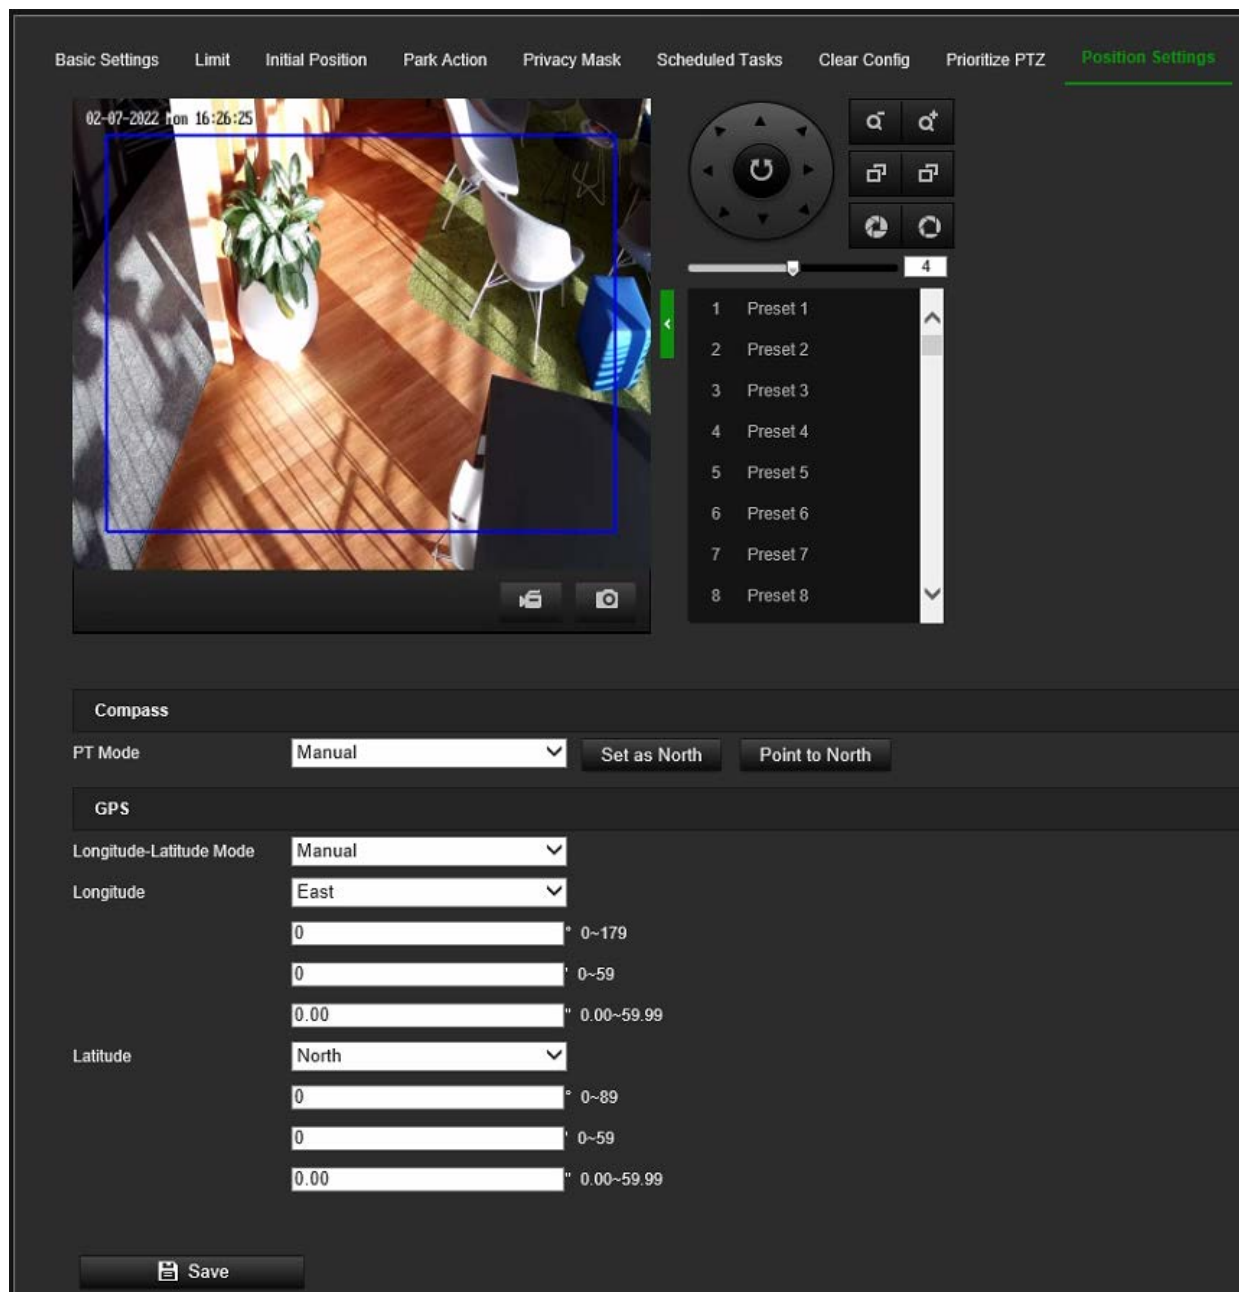 Basic Settings Limit Initial Position Park Action Privacy Mask Scheduled Tasks Clear Config Prioritize PTZ Position Settings
02-07-2022 Mon 16:26:25
4
1 Preset 1
2 Preset 2
3 Preset 3
4 Preset 4
5 Preset 5
6 Preset 6
7 Preset 7
8 Preset 8
Compass
PT Mode Manual Set as North Point to North
GPS
Longitude-Latitude Mode Manual
Longitude East
0 ° 0~179
0 ' 0~59
0.00 " 0.00~59.99
Latitude North
0 ° 0~89
0 ' 0~59
0.00 " 0.00~59.99
Save